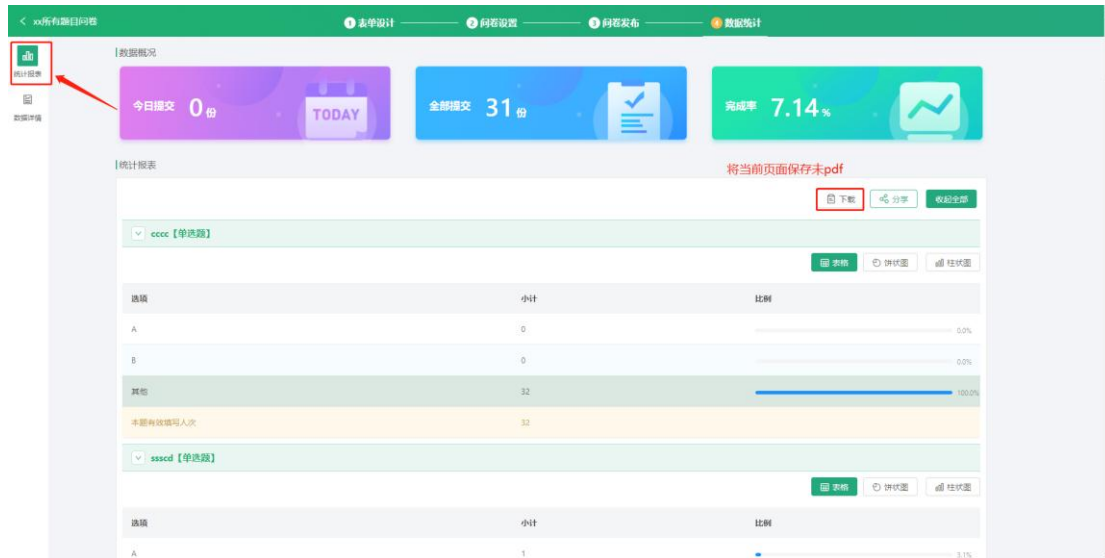 < xx所有题目问卷
1 表单设计 2 问卷设置 3 问卷发布 4 数据统计
统计报表
数据详情
数据概况
今日提交 0 份
TODAY
全部提交 31 份
完成率 7.14 %
统计报表
将当前页面保存未pdf
下载 分享 收起全部
cccc【单选题】
表格 饼状图 柱状图
选项 小计 比例
A 0 0.0%
B 0 0.0%
其他 32 100.0%
本题有效填写人次 32
ssscd【单选题】
表格 饼状图 柱状图
选项 小计 比例
A 1 3.1%